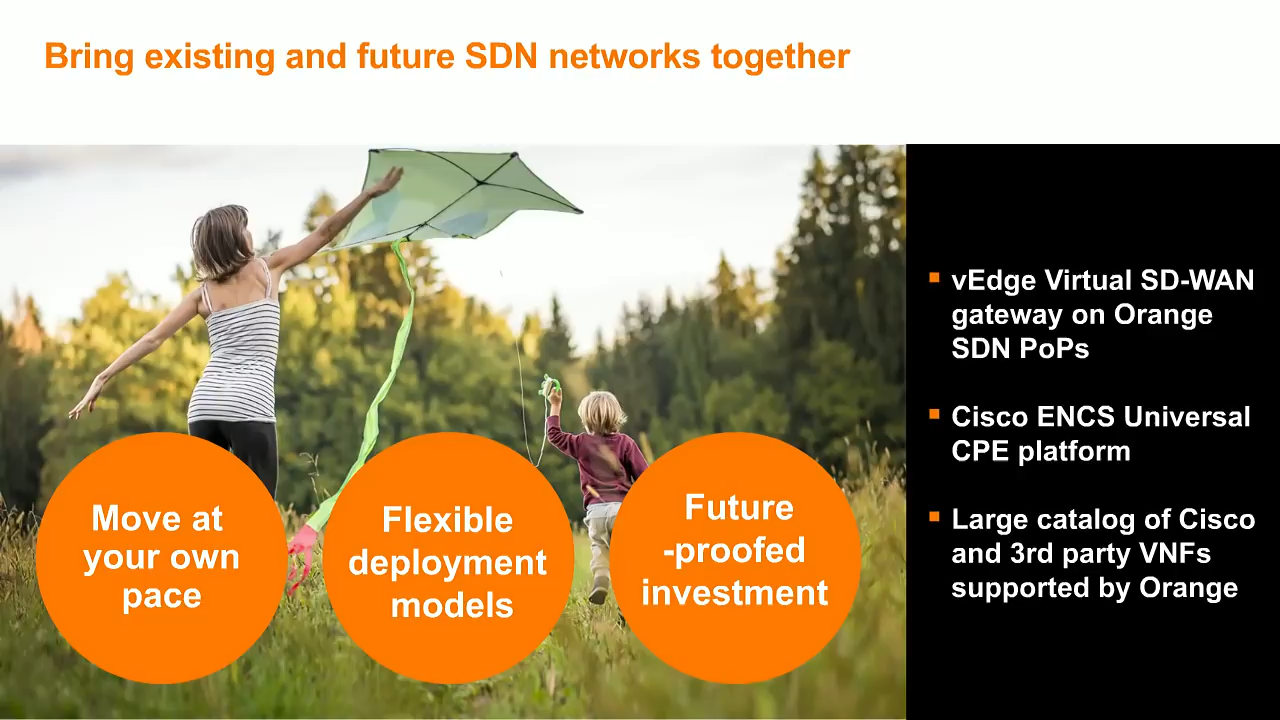 Bring existing and future SDN networks together
Move at
your own
pace
Flexible
deployment
models
Future
-proofed
investment
vEdge Virtual SD-WAN
gateway on Orange
SDN PoPs
Cisco ENCS Universal
CPE platform
Large catalog of Cisco
and 3rd party VNFs
supported by Orange